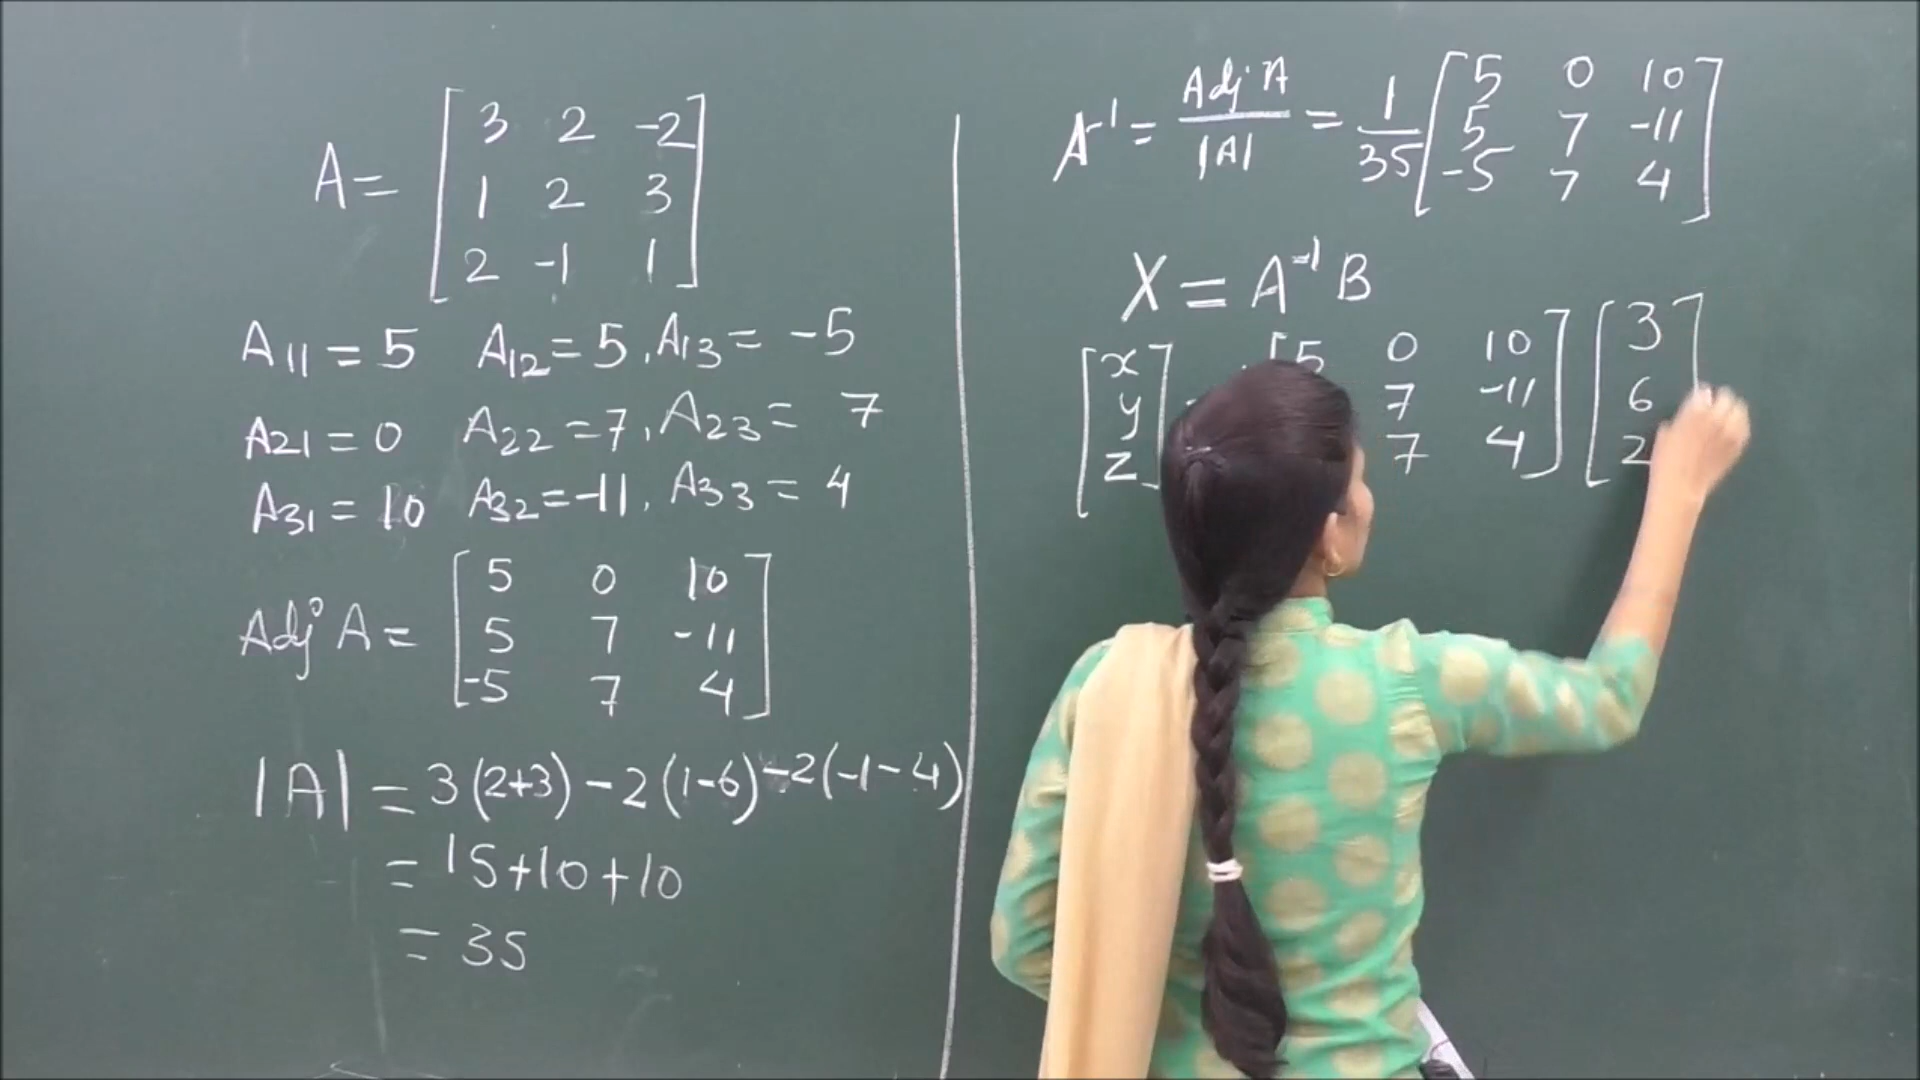 A = [ 3 2 -2
1 2 3
2 -1 1 ]
A11 = 5 A12 = 5, A13 = -5
A21 = 0 A22 = 7, A23 = 7
A31 = 10 A32 = -11, A33 = 4
Adj A = [ 5 0 10
5 7 -11
-5 7 4 ]
|A| = 3(2+3) - 2(1-6) - 2(-1-4)
= 15+10+10
= 35
A⁻¹ = Adj A / |A| = 1/35 [ 5 0 10
5 7 -11
-5 7 4 ]
X = A⁻¹ B
[ x [ 5 0 10 ] [ 3 ]
y 7 -11 6
z ] 7 4 2